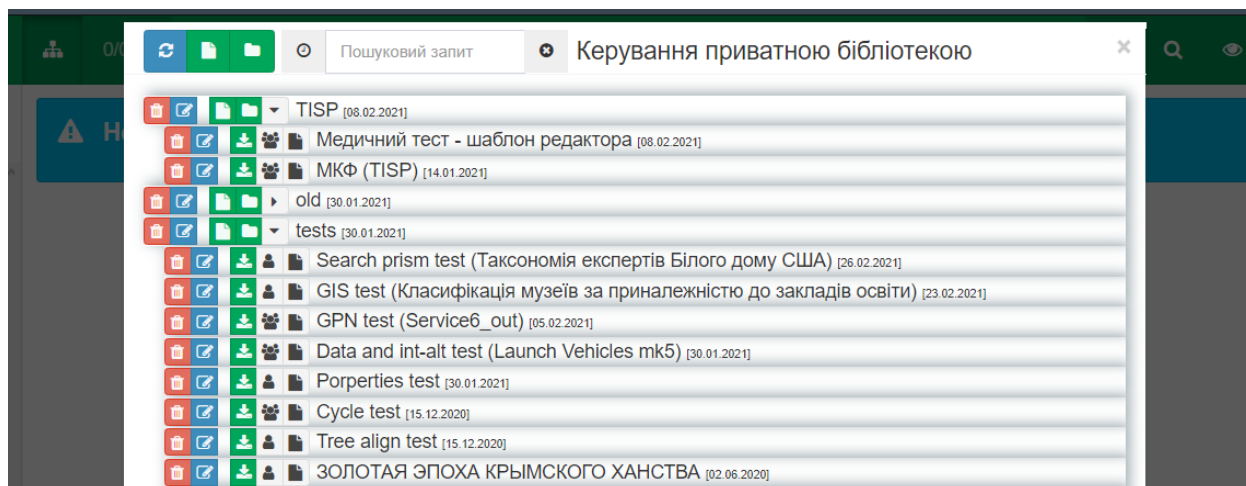 0/0
Пошуковий запит
Керування приватною бібліотекою
×
TISP [08.02.2021]
Медичний тест - шаблон редактора [08.02.2021]
МКФ (TISP) [14.01.2021]
old [30.01.2021]
tests [30.01.2021]
Search prism test (Таксономія експертів Білого дому США) [26.02.2021]
GIS test (Класифікація музеїв за приналежністю до закладів освіти) [23.02.2021]
GPN test (Service6_out) [05.02.2021]
Data and int-alt test (Launch Vehicles mk5) [30.01.2021]
Porperties test [30.01.2021]
Cycle test [15.12.2020]
Tree align test [15.12.2020]
ЗОЛОТАЯ ЭПОХА КРЫМСКОГО ХАНСТВА [02.06.2020]